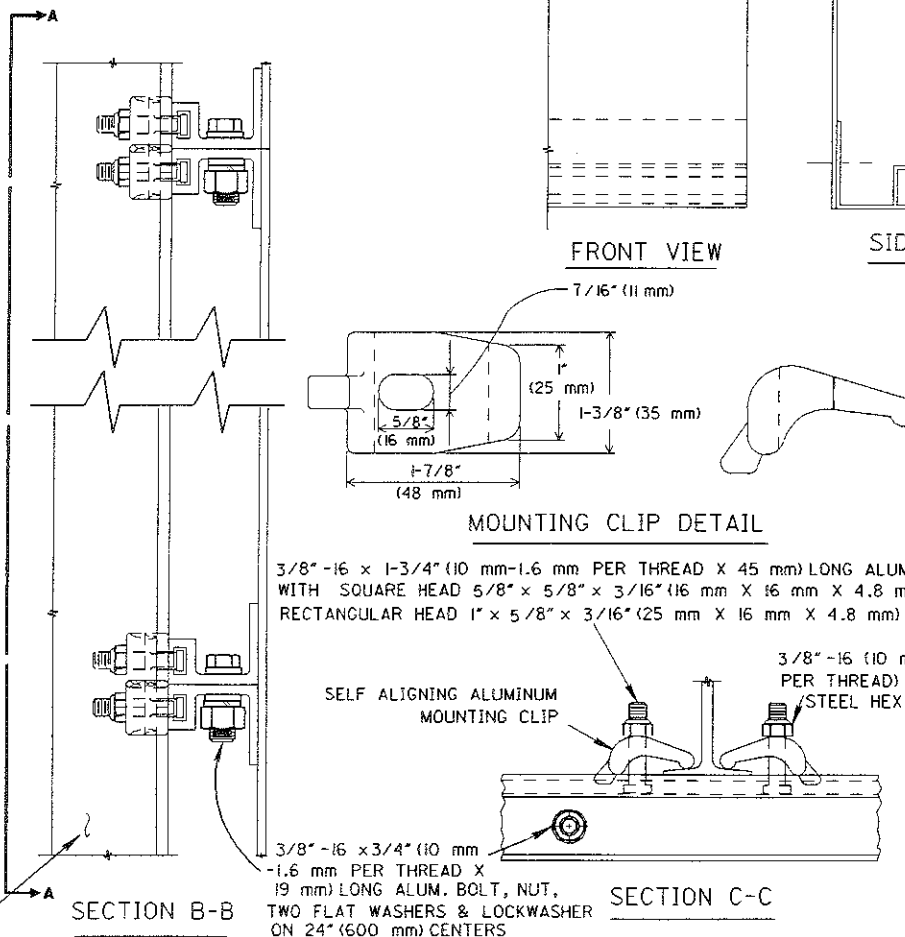 A
FRONT VIEW
SID
7/16" (11 mm)
1"
(25 mm)
1-3/8" (35 mm)
5/8"
(16 mm)
1-7/8"
(48 mm)
MOUNTING CLIP DETAIL
3/8"-16 x 1-3/4" (10 mm-1.6 mm PER THREAD X 45 mm) LONG ALUM
WITH SQUARE HEAD 5/8" x 5/8" x 3/16" (16 mm X 16 mm X 4.8 m
RECTANGULAR HEAD 1" x 5/8" x 3/16" (25 mm X 16 mm X 4.8 mm)
3/8"-16 (10 m
PER THREAD)
STEEL HEX
SELF ALIGNING ALUMINUM
MOUNTING CLIP
3/8"-16 x 3/4" (10 mm
-1.6 mm PER THREAD X
19 mm) LONG ALUM. BOLT, NUT,
TWO FLAT WASHERS & LOCKWASHER
ON 24" (600 mm) CENTERS
A
SECTION B-B
SECTION C-C